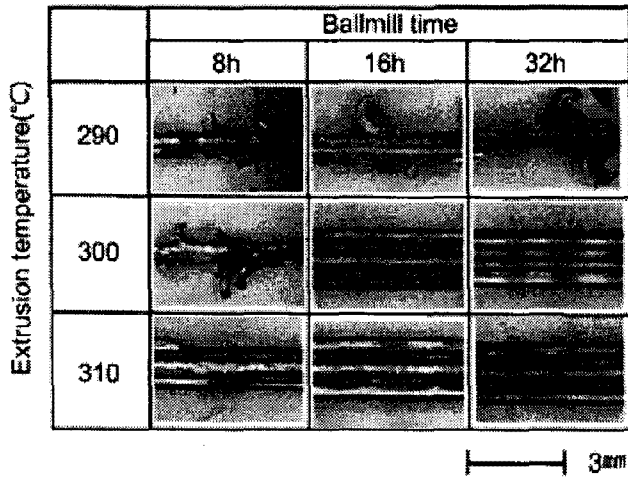 Ballmill time
8h 16h 32h
Extrusion temperature(°C)
290
300
310
3mm